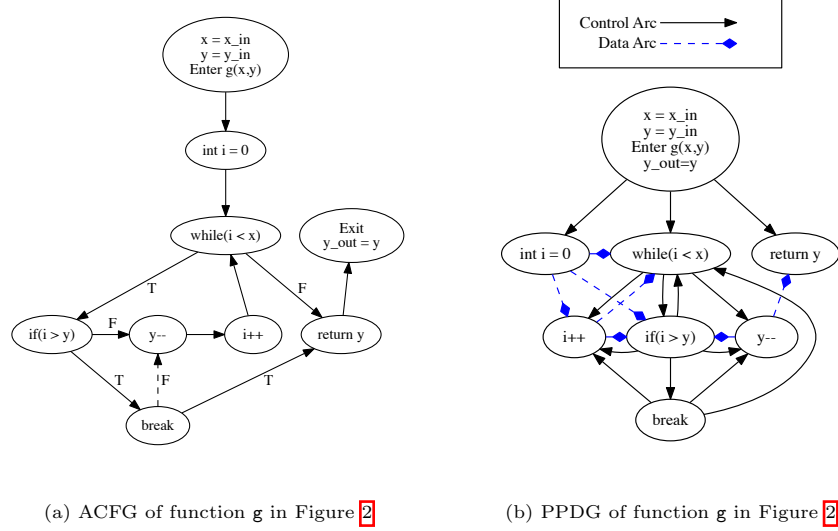 x = x_in
y = y_in
Enter g(x,y)
int i = 0
while(i < x)
Exit
y_out = y
T
F
if(i > y)
F
y--
i++
return y
T
F
T
break
(a) ACFG of function g in Figure 2
Control Arc
Data Arc
x = x_in
y = y_in
Enter g(x,y)
y_out=y
int i = 0
while(i < x)
return y
i++
if(i > y)
y--
break
(b) PPDG of function g in Figure 2